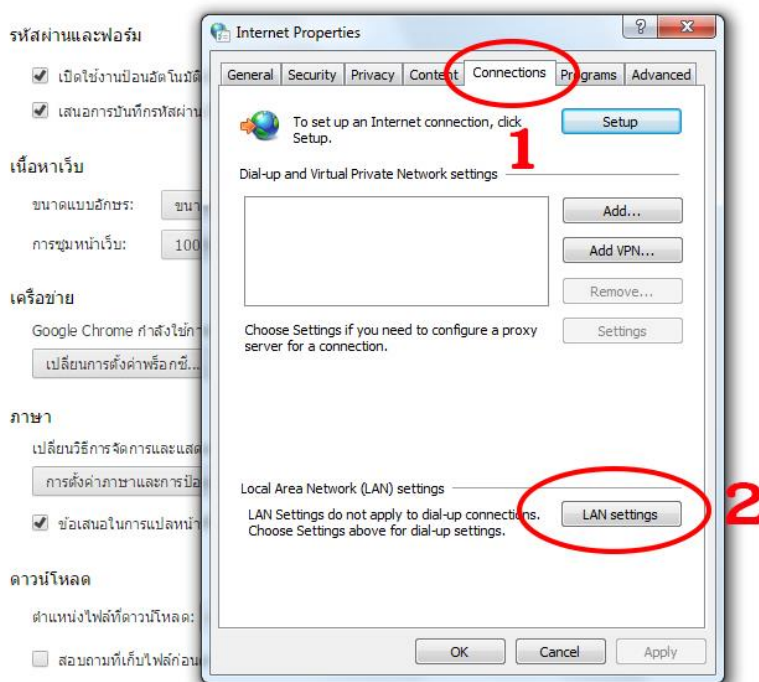 รหัสผ่านและฟอร์ม
เปิดใช้งานป้อนอัตโนมัติ
เสนอการบันทึกรหัสผ่าน
เนื้อหาเว็บ
ขนาดแบบอักษร:
การซูมหน้าเว็บ: 100
เครือข่าย
Google Chrome กำลังใช้
เปลี่ยนการตั้งค่าพร็อกซี...
ภาษา
เปลี่ยนวิธีการจัดการและแสด
การตั้งค่าภาษาและการป้อ
ข้อเสนอในการแปลหน้า
ดาวน์โหลด
ตำแหน่งไฟล์ที่ดาวน์โหลด:
สอบถามที่เก็บไฟล์ก่อน
Internet Properties
General Security Privacy Content Connections Programs Advanced
To set up an Internet connection, click
Setup.
Setup
1
Dial-up and Virtual Private Network settings
Add...
Add VPN...
Remove...
Choose Settings if you need to configure a proxy
server for a connection.
Settings
Local Area Network (LAN) settings
LAN Settings do not apply to dial-up connections.
Choose Settings above for dial-up settings.
LAN settings
2
OK Cancel Apply